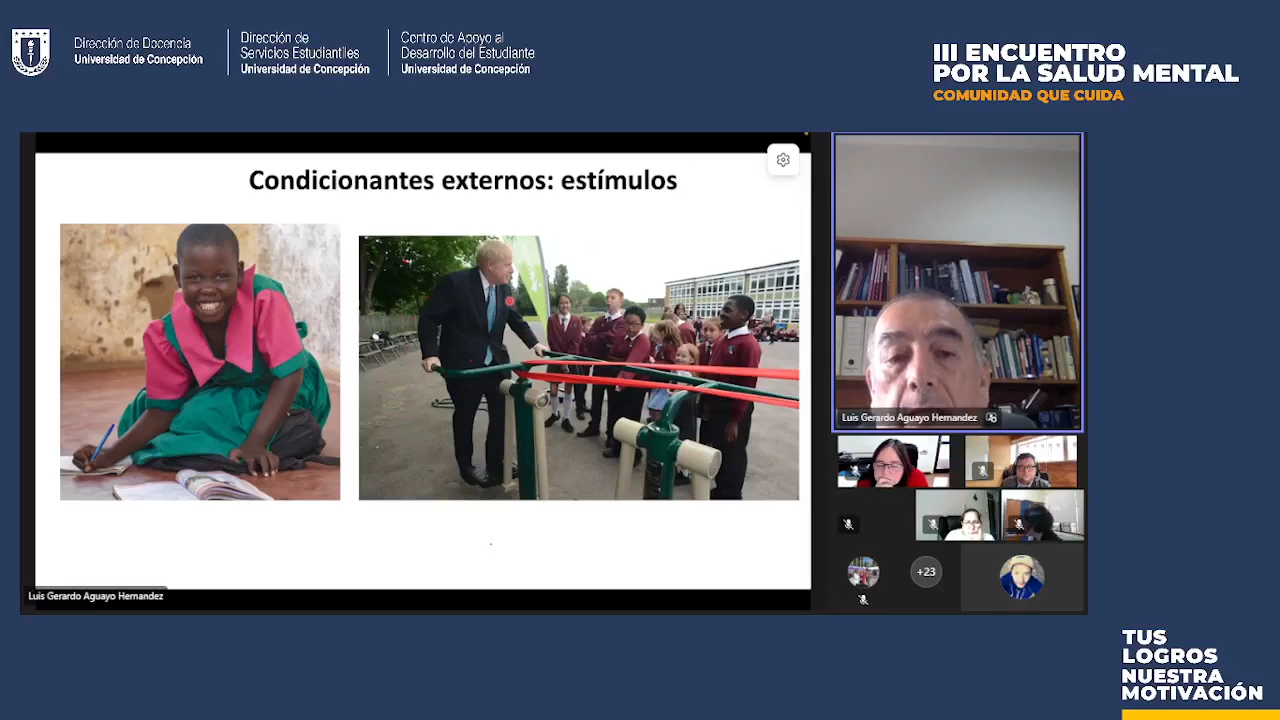 Dirección de Docencia
Universidad de Concepción
Dirección de
Servicios Estudiantiles
Universidad de Concepción
Centro de Apoyo al
Desarrollo del Estudiante
Universidad de Concepción
III ENCUENTRO
POR LA SALUD MENTAL
COMUNIDAD QUE CUIDA
Condicionantes externos: estímulos
Luis Gerardo Aguayo Hernandez
+23
Luis Gerardo Aguayo Hernandez
TUS
LOGROS
NUESTRA
MOTIVACIÓN